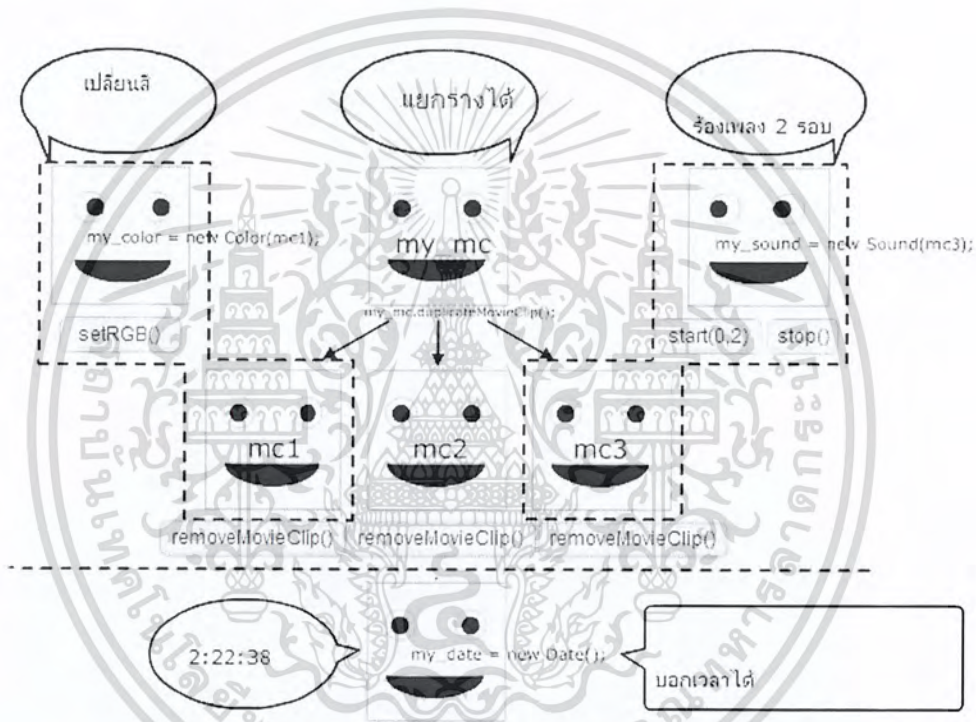 เปลี่ยนสี
แยกร่างได้
ร้องเพลง 2 รอบ
my_color = new Color(mc1);
my_mc
my_sound = new Sound(mc3);
my_mc.duplicateMovieClip();
setRGB()
start(0,2)
stop()
mc1
mc2
mc3
removeMovieClip()
removeMovieClip()
removeMovieClip()
2:22:38
my_date = new Date();
บอกเวลาได้